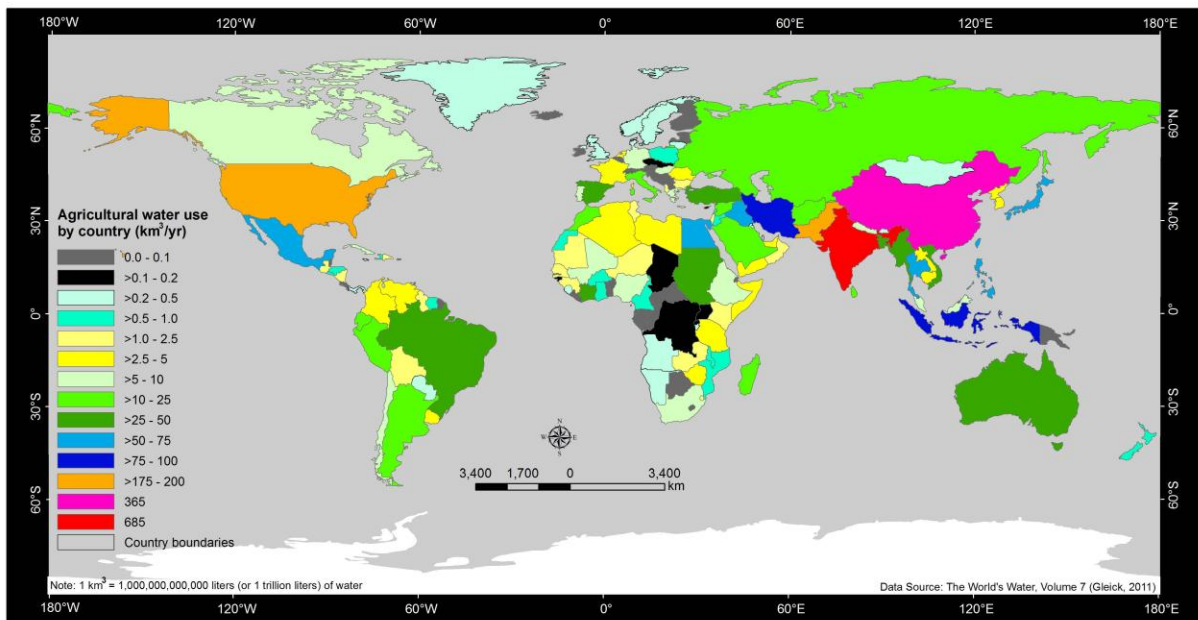 180°W 120°W 60°W 0° 60°E 120°E 180°E
60°N 60°N
30°N 30°N
0° 0°
30°S 30°S
60°S 60°S
Agricultural water use
by country (km³/yr)
0.0 - 0.1
>0.1 - 0.2
>0.2 - 0.5
>0.5 - 1.0
>1.0 - 2.5
>2.5 - 5
>5 - 10
>10 - 25
>25 - 50
>50 - 75
>75 - 100
>175 - 200
365
685
Country boundaries
N
W E
S
3,400 1,700 0 3,400
km
Note: 1 km³ = 1,000,000,000,000 liters (or 1 trillion liters) of water
Data Source: The World's Water, Volume 7 (Gleick, 2011)
180°W 120°W 60°W 0° 60°E 120°E 180°E